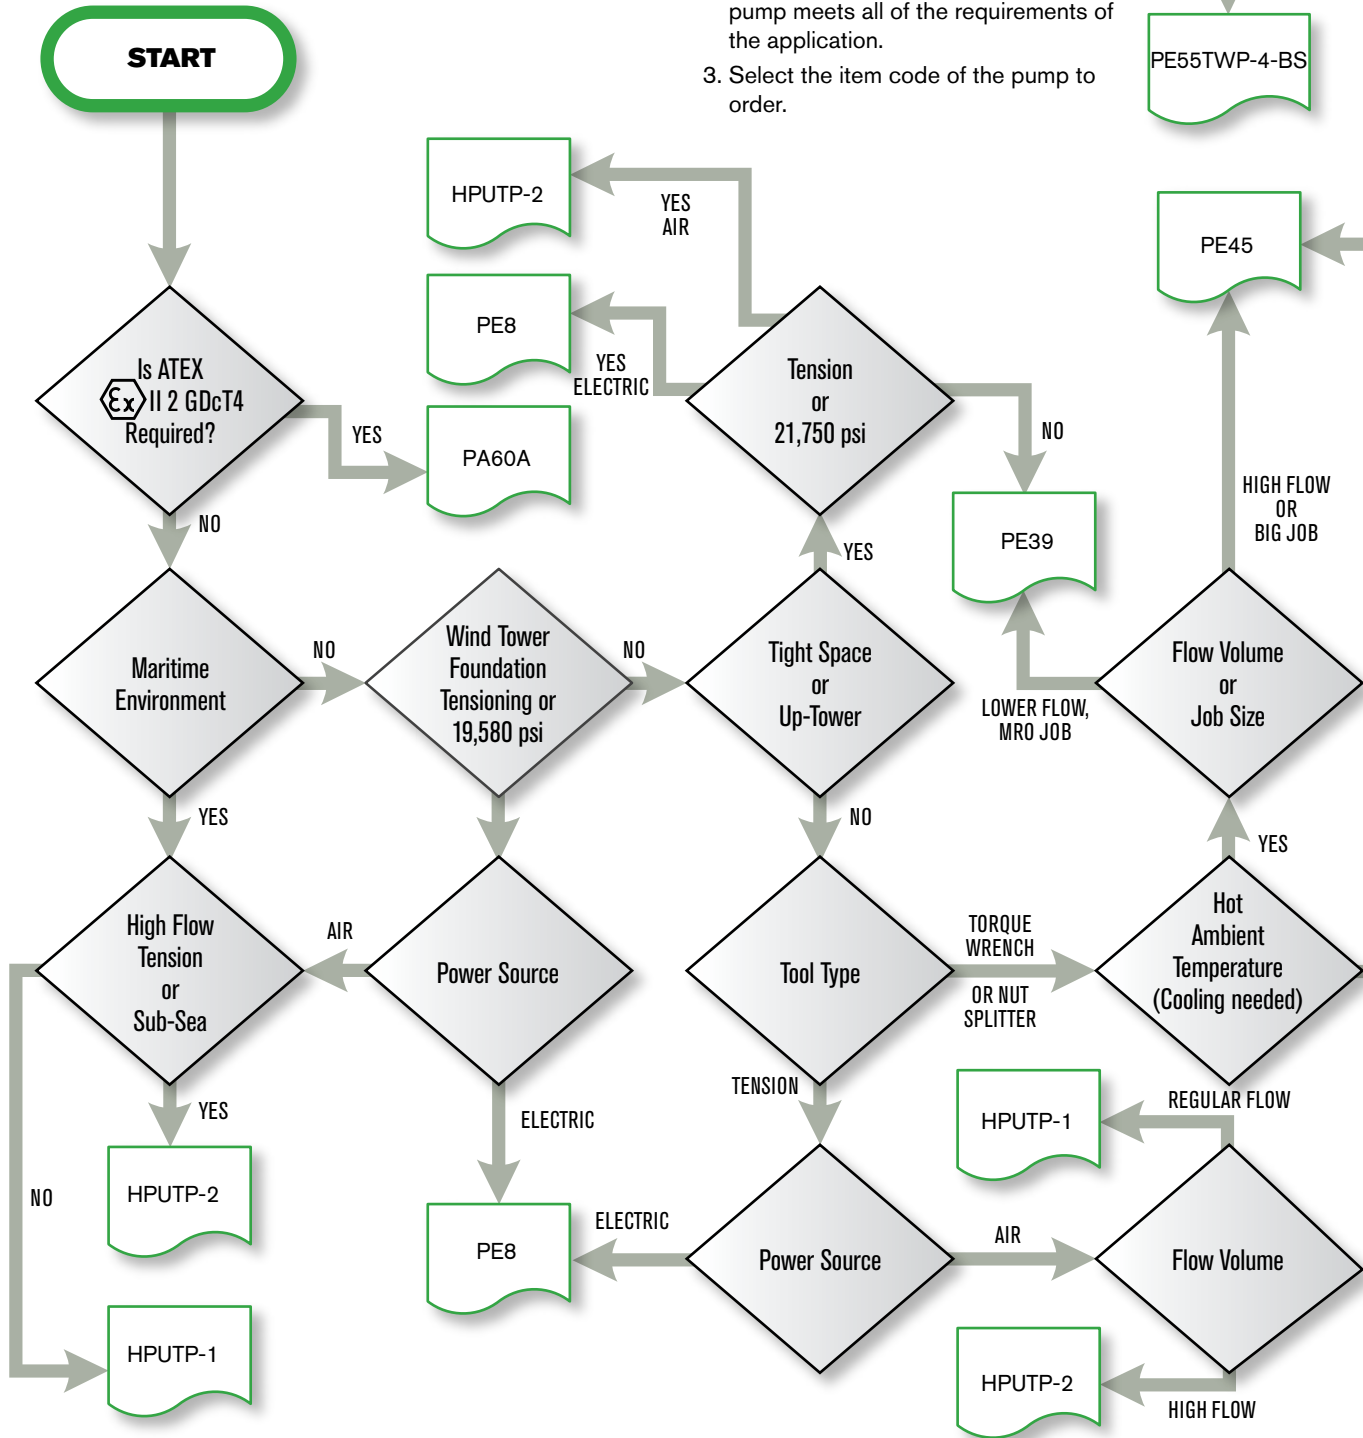 pump meets all of the requirements of
the application.
3. Select the item code of the pump to
order.
START
PE55TWP-4-BS
HPUTP-2
YES
AIR
PE45
PE8
YES
ELECTRIC
Tension
or
21,750 psi
Is ATEX
Ex II 2 GDcT4
Required?
YES
PA60A
NO
PE39
HIGH FLOW
OR
BIG JOB
NO
YES
Maritime
Environment
NO
Wind Tower
Foundation
Tensioning or
19,580 psi
NO
Tight Space
or
Up-Tower
LOWER FLOW,
MRO JOB
Flow Volume
or
Job Size
YES
NO
YES
High Flow
Tension
or
Sub-Sea
AIR
Power Source
Tool Type
TORQUE
WRENCH
OR NUT
SPLITTER
Hot
Ambient
Temperature
(Cooling needed)
YES
ELECTRIC
TENSION
HPUTP-1
REGULAR FLOW
NO
HPUTP-2
PE8
ELECTRIC
Power Source
AIR
Flow Volume
HPUTP-1
HPUTP-2
HIGH FLOW